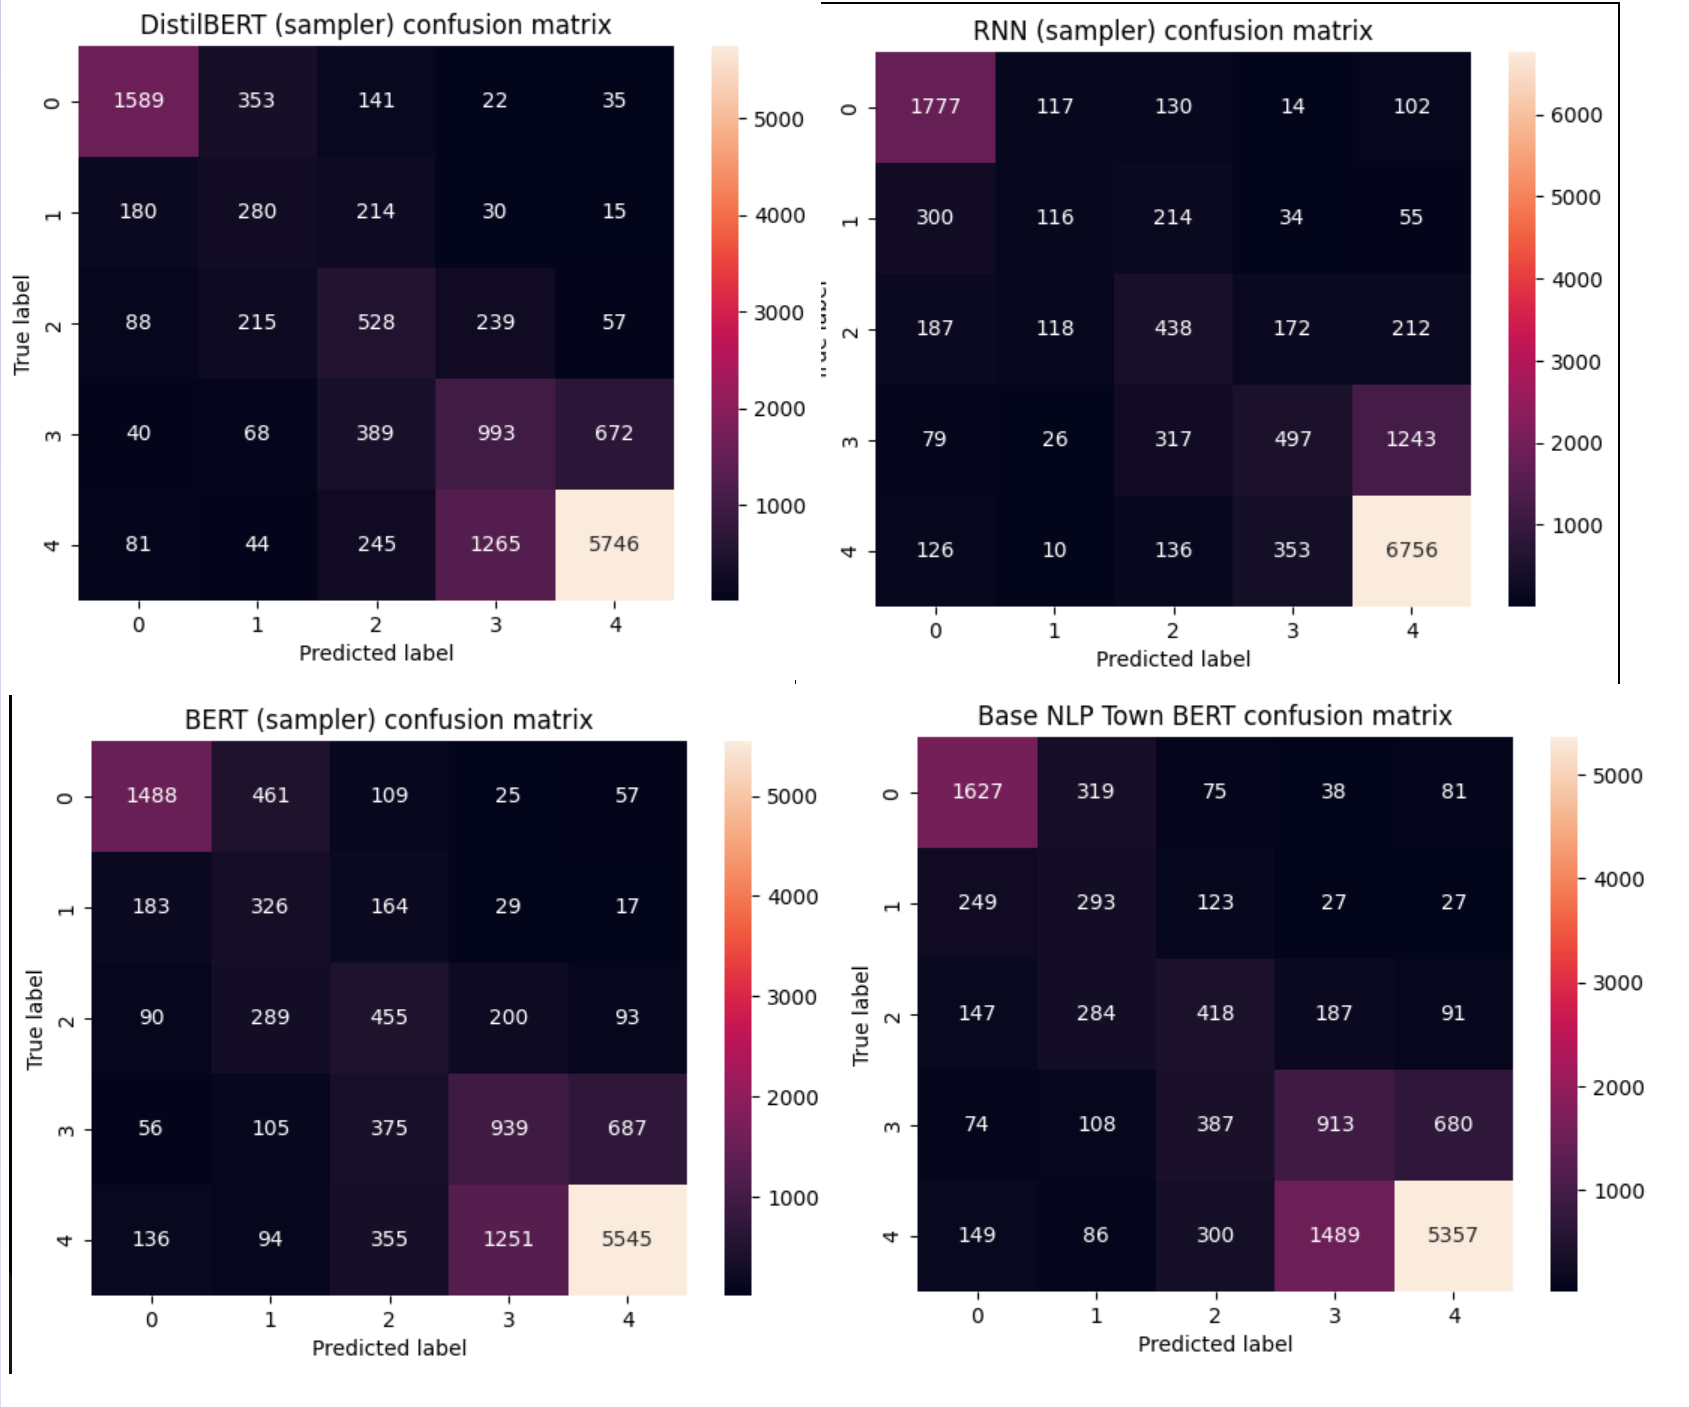 DistilBERT (sampler) confusion matrix
0 1589 353 141 22 35
1 180 280 214 30 15
2 88 215 528 239 57
3 40 68 389 993 672
4 81 44 245 1265 5746
0 1 2 3 4
Predicted label
True label
5000
4000
3000
2000
1000
RNN (sampler) confusion matrix
0 1777 117 130 14 102
1 300 116 214 34 55
2 187 118 438 172 212
3 79 26 317 497 1243
4 126 10 136 353 6756
0 1 2 3 4
Predicted label
True label
6000
5000
4000
3000
2000
1000
BERT (sampler) confusion matrix
0 1488 461 109 25 57
1 183 326 164 29 17
2 90 289 455 200 93
3 56 105 375 939 687
4 136 94 355 1251 5545
0 1 2 3 4
Predicted label
True label
5000
4000
3000
2000
1000
Base NLP Town BERT confusion matrix
0 1627 319 75 38 81
1 249 293 123 27 27
2 147 284 418 187 91
3 74 108 387 913 680
4 149 86 300 1489 5357
0 1 2 3 4
Predicted label
True label
5000
4000
3000
2000
1000